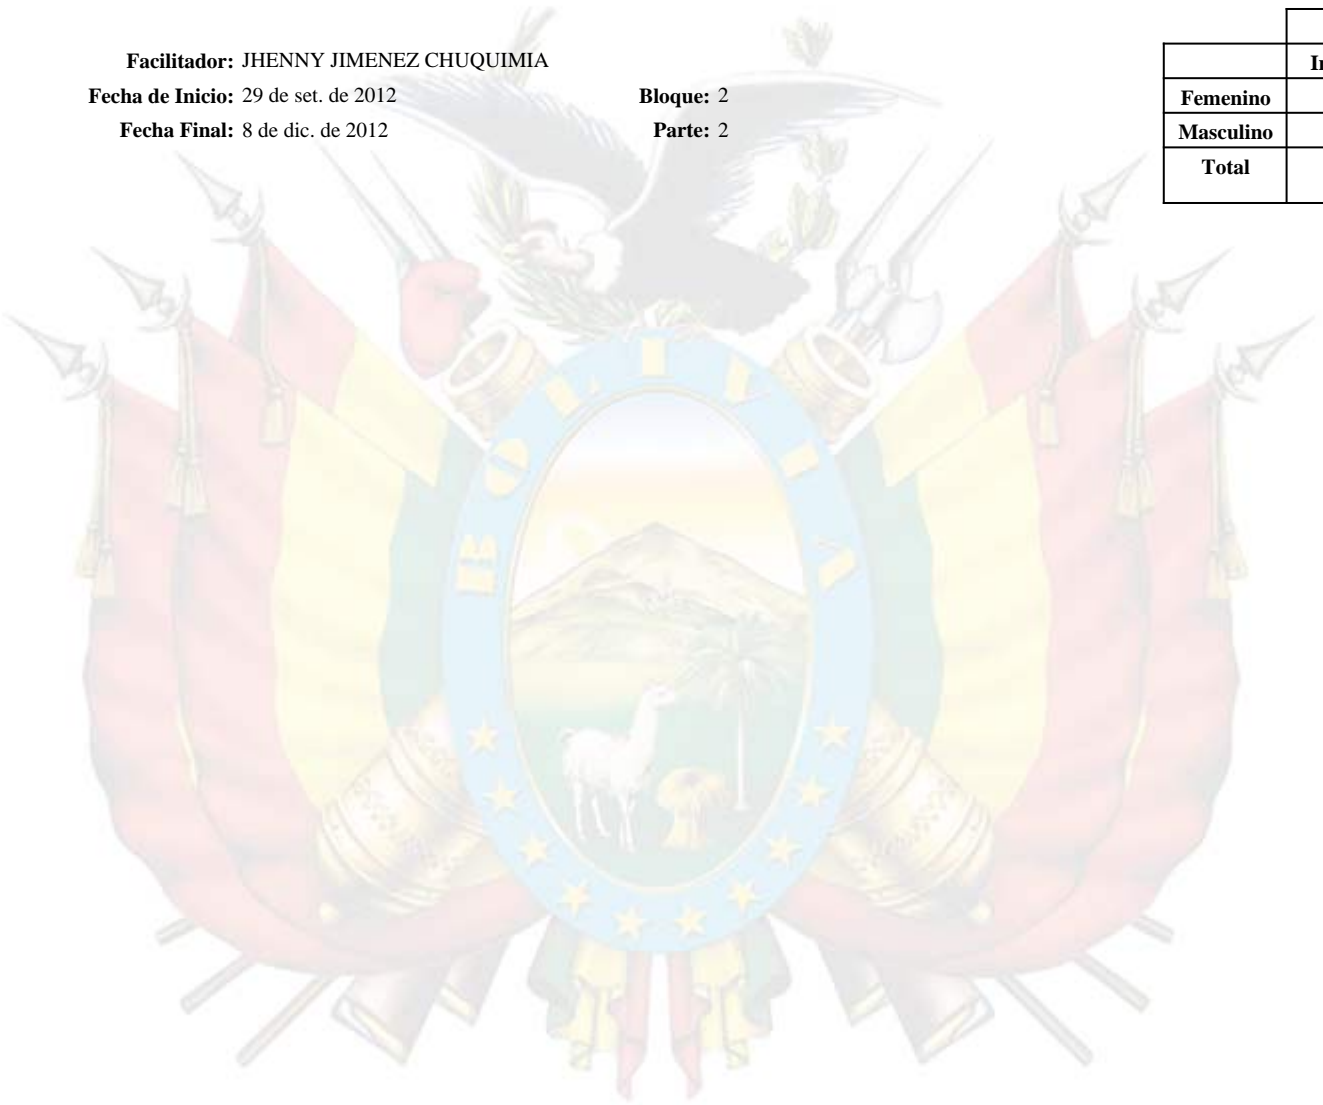 Facilitador: JHENNY JIMENEZ CHUQUIMIA
Fecha de Inicio: 29 de set. de 2012 Bloque: 2
Fecha Final: 8 de dic. de 2012 Parte: 2
Femenino
Masculino
Total
BOLIVIA